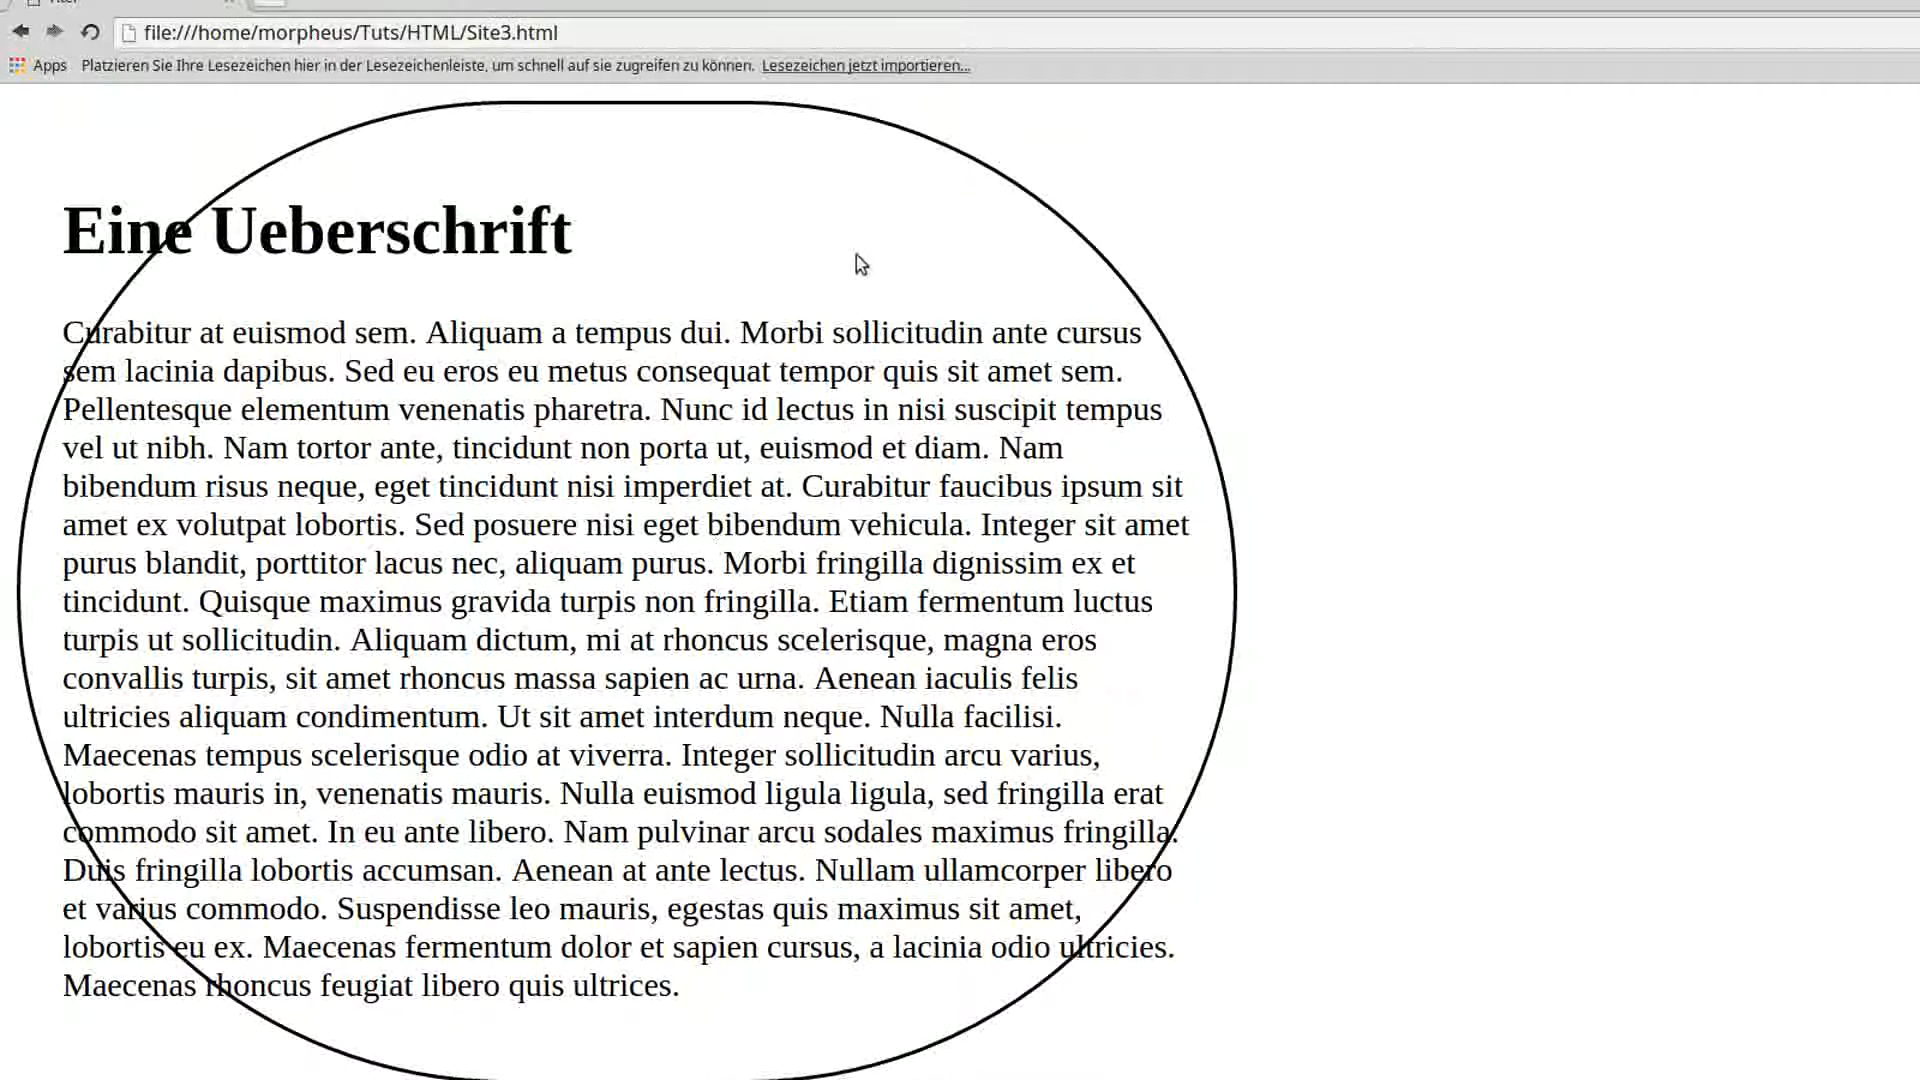 file:///home/morpheus/Tuts/HTML/Site3.html
Apps Platzieren Sie Ihre Lesezeichen hier in der Lesezeichenleiste, um schnell auf sie zugreifen zu können. Lesezeichen jetzt importieren...
Eine Ueberschrift
Curabitur at euismod sem. Aliquam a tempus dui. Morbi sollicitudin ante cursus
sem lacinia dapibus. Sed eu eros eu metus consequat tempor quis sit amet sem.
Pellentesque elementum venenatis pharetra. Nunc id lectus in nisi suscipit tempus
vel ut nibh. Nam tortor ante, tincidunt non porta ut, euismod et diam. Nam
bibendum risus neque, eget tincidunt nisi imperdiet at. Curabitur faucibus ipsum sit
amet ex volutpat lobortis. Sed posuere nisi eget bibendum vehicula. Integer sit amet
purus blandit, porttitor lacus nec, aliquam purus. Morbi fringilla dignissim ex et
tincidunt. Quisque maximus gravida turpis non fringilla. Etiam fermentum luctus
turpis ut sollicitudin. Aliquam dictum, mi at rhoncus scelerisque, magna eros
convallis turpis, sit amet rhoncus massa sapien ac urna. Aenean iaculis felis
ultricies aliquam condimentum. Ut sit amet interdum neque. Nulla facilisi.
Maecenas tempus scelerisque odio at viverra. Integer sollicitudin arcu varius,
lobortis mauris in, venenatis mauris. Nulla euismod ligula ligula, sed fringilla erat
commodo sit amet. In eu ante libero. Nam pulvinar arcu sodales maximus fringilla.
Duis fringilla lobortis accumsan. Aenean at ante lectus. Nullam ullamcorper libero
et varius commodo. Suspendisse leo mauris, egestas quis maximus sit amet,
lobortis eu ex. Maecenas fermentum dolor et sapien cursus, a lacinia odio ultricies.
Maecenas rhoncus feugiat libero quis ultrices.